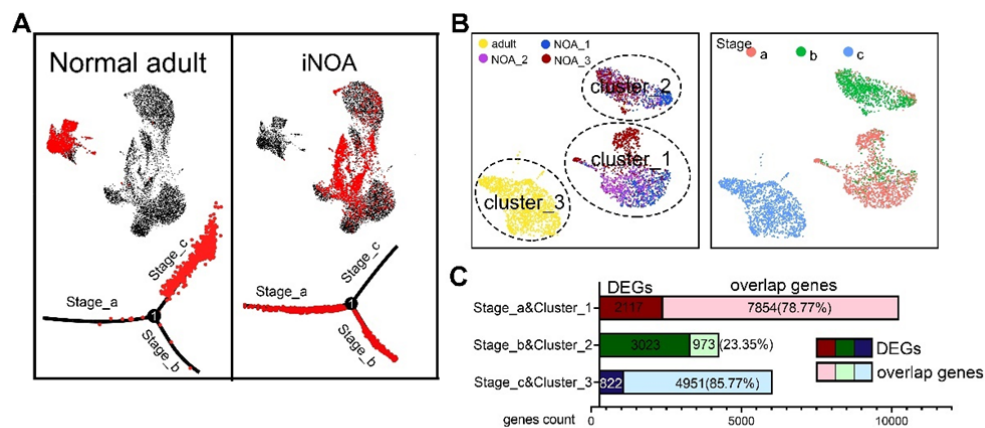 A
Normal adult
iNOA
Stage_c
Stage_a
1
Stage_b
Stage_c
Stage_a
1
Stage_b
B
adult
NOA_1
NOA_2
NOA_3
cluster_2
cluster_1
cluster_3
Stage
a
b
c
C
DEGs
overlap genes
Stage_a&Cluster_1
2117
7854(78.77%)
Stage_b&Cluster_2
3023
973
(23.35%)
Stage_c&Cluster_3
822
4951(85.77%)
DEGs
overlap genes
genes count
0
5000
10000